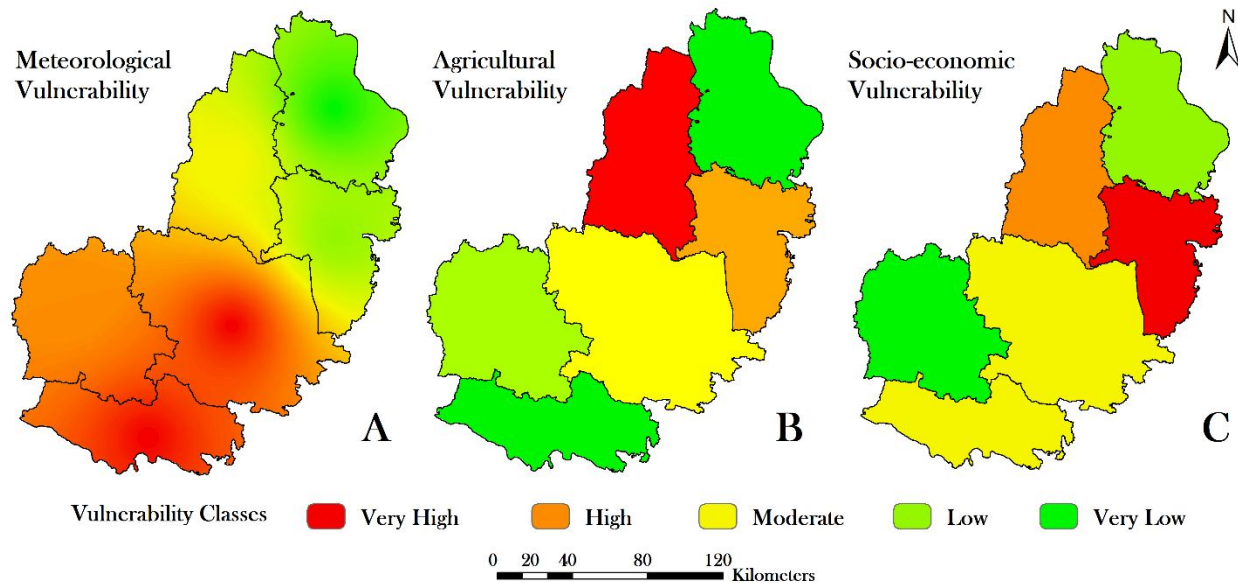 Meteorological
Vulnerability
Agricultural
Vulnerability
Socio-economic
Vulnerability
N
A
B
C
Vulnerability Classes Very High High Moderate Low Very Low
0 20 40 80 120
Kilometers